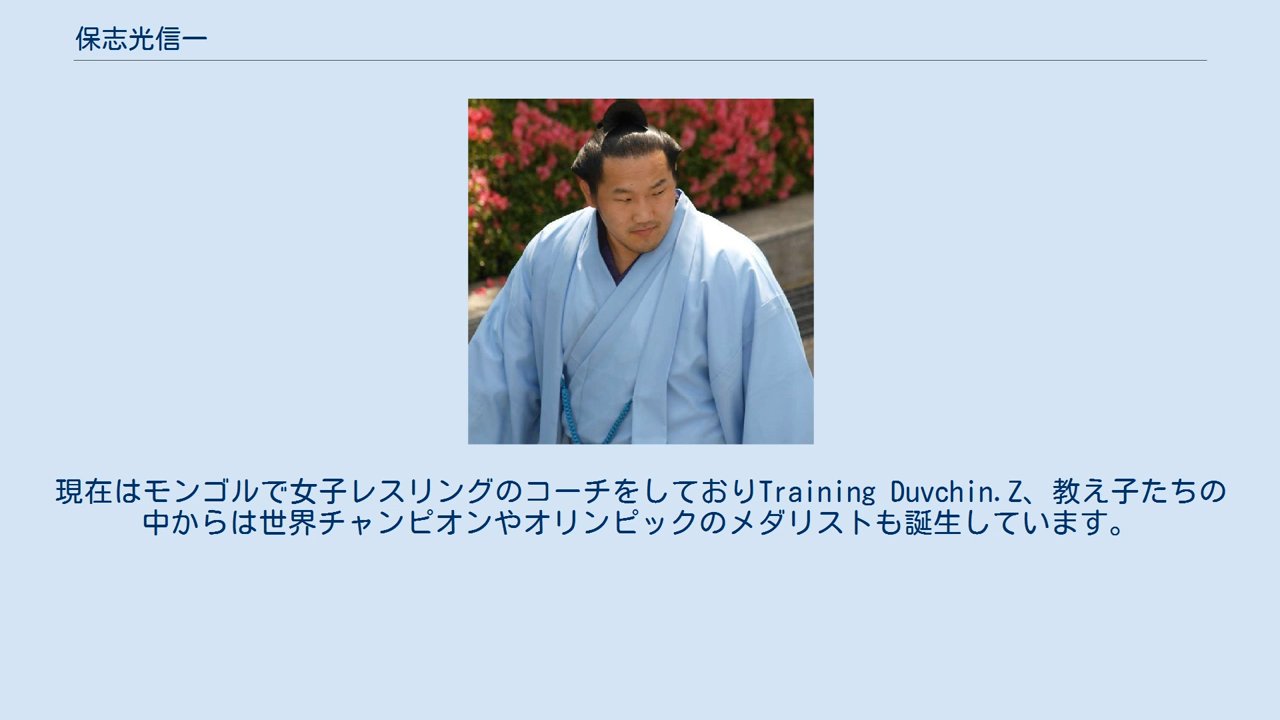 保志光信一
現在はモンゴルで女子レスリングのコーチをしておりTraining Duvchin.Z、教え子たちの
中からは世界チャンピオンやオリンピックのメダリストも誕生しています。